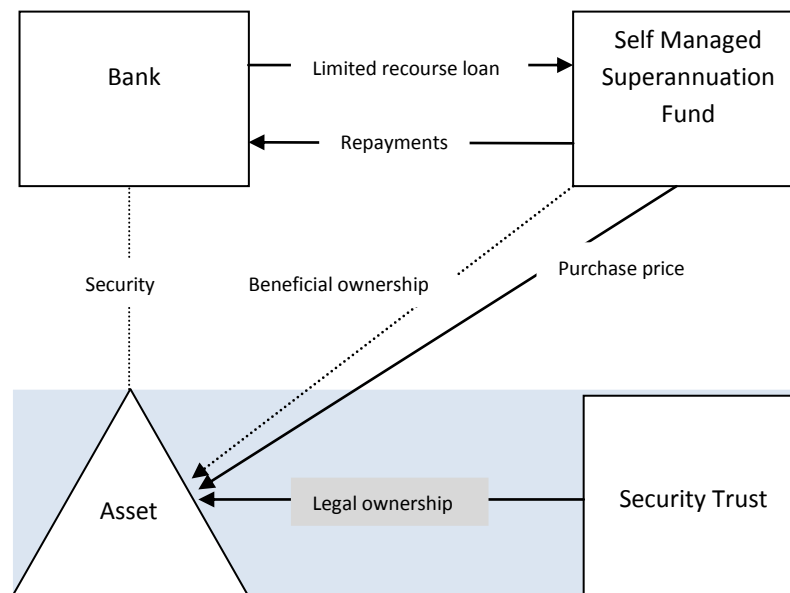 Bank
Limited recourse loan
Self Managed
Superannuation
Fund
Repayments
Security
Beneficial ownership
Purchase price
Asset
Legal ownership
Security Trust